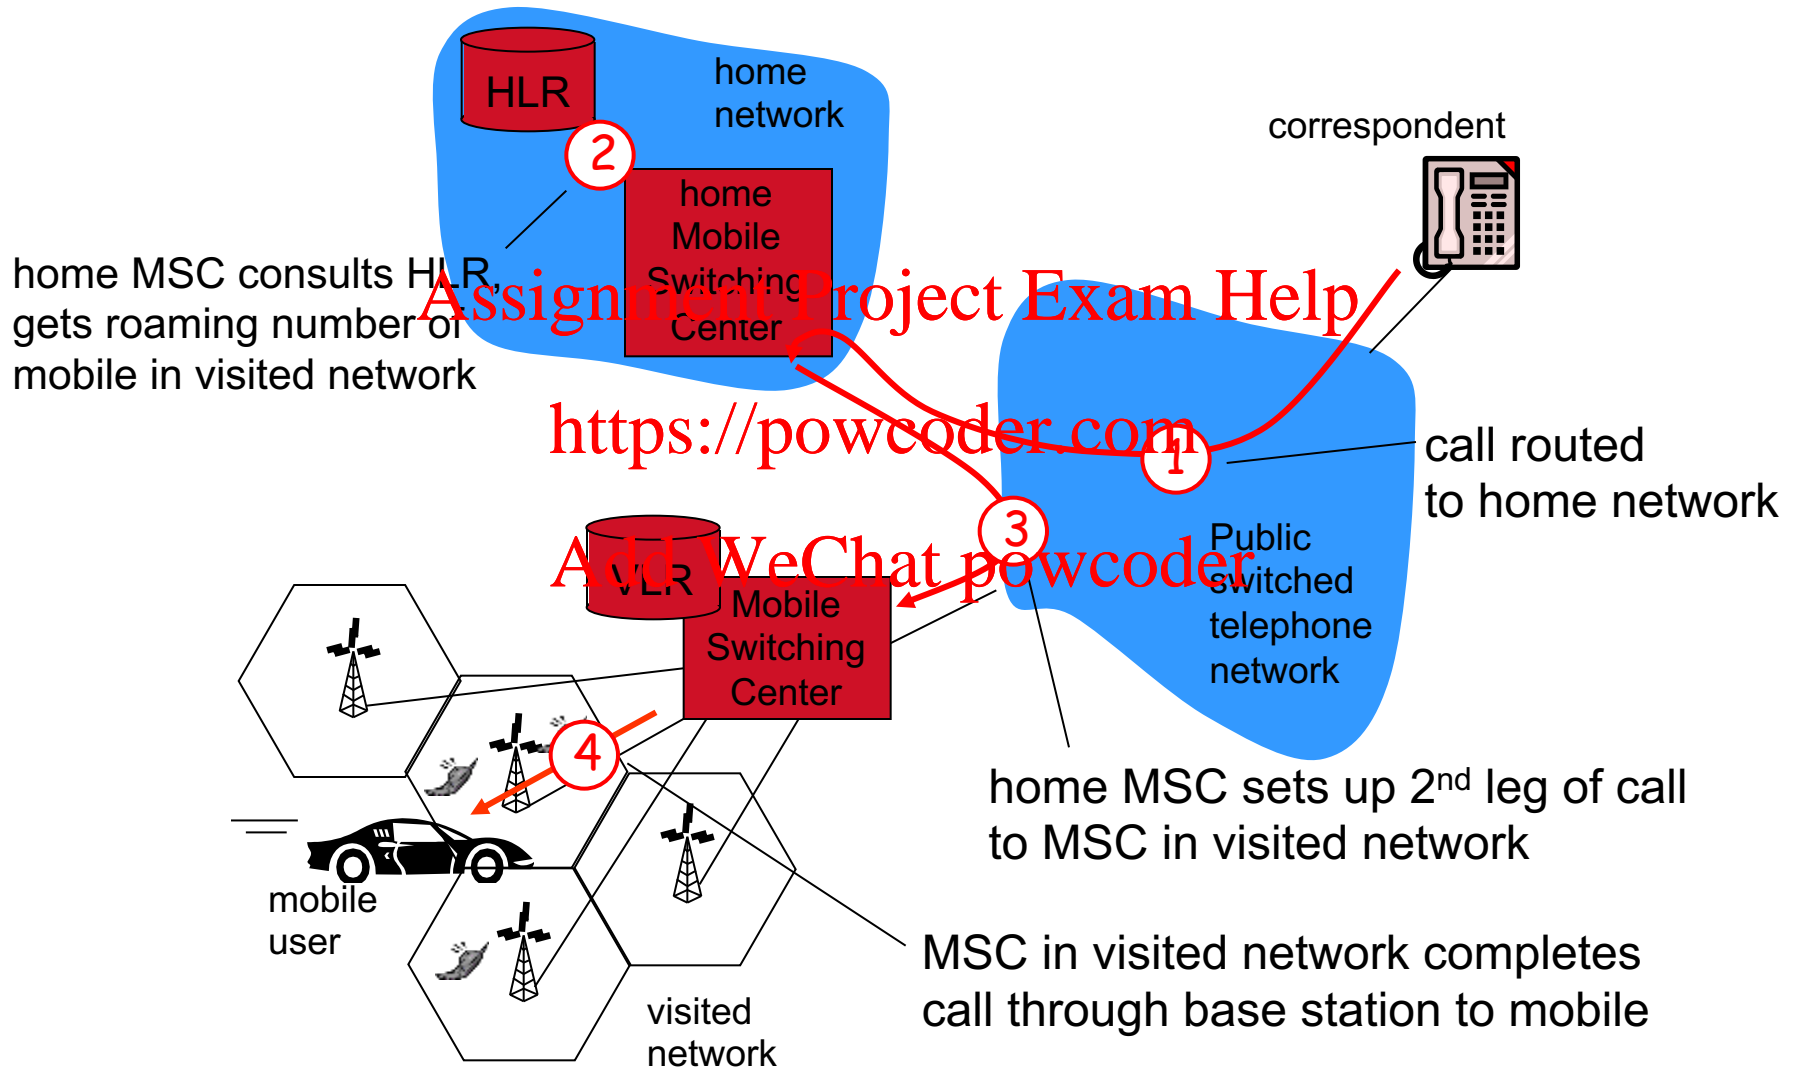 HLR
home
network
2
correspondent
home
Mobile
Switching
Center
home MSC consults HLR,
gets roaming number of
mobile in visited network
Assignment Project Exam Help
https://powcoder.com
1
call routed
to home network
3
Public
switched
telephone
network
Add WeChat powcoder
VLR
Mobile
Switching
Center
4
home MSC sets up 2nd leg of call
to MSC in visited network
mobile
user
MSC in visited network completes
call through base station to mobile
visited
network